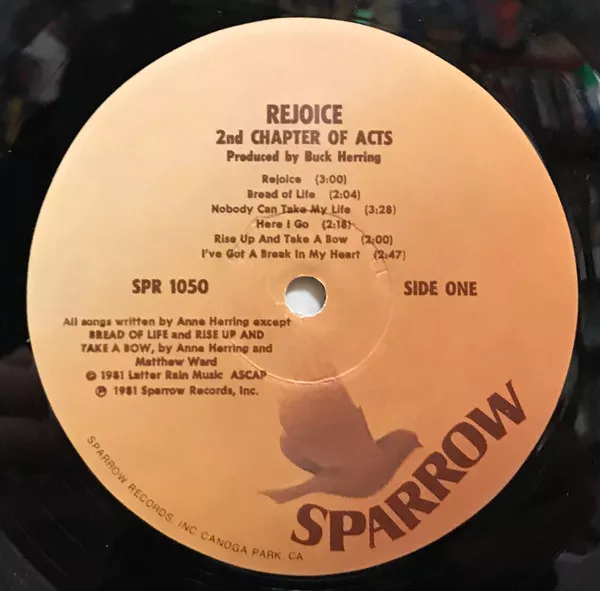 REJOICE
2nd CHAPTER OF ACTS
Produced by Buck Herring
Rejoice (3:00)
Bread of Life (2:04)
Nobody Can Take My Life (3:28)
Here I Go (2:18)
Rise Up And Take A Bow (2:00)
I've Got A Break In My Heart (2:47)
SPR 1050
SIDE ONE
All songs written by Anne Herring except
BREAD OF LIFE and RISE UP AND
TAKE A BOW, by Anne Herring and
Matthew Ward
© 1981 Latter Rain Music ASCAP
℗ 1981 Sparrow Records, Inc.
SPARROW
SPARROW RECORDS, INC CANOGA PARK, CA